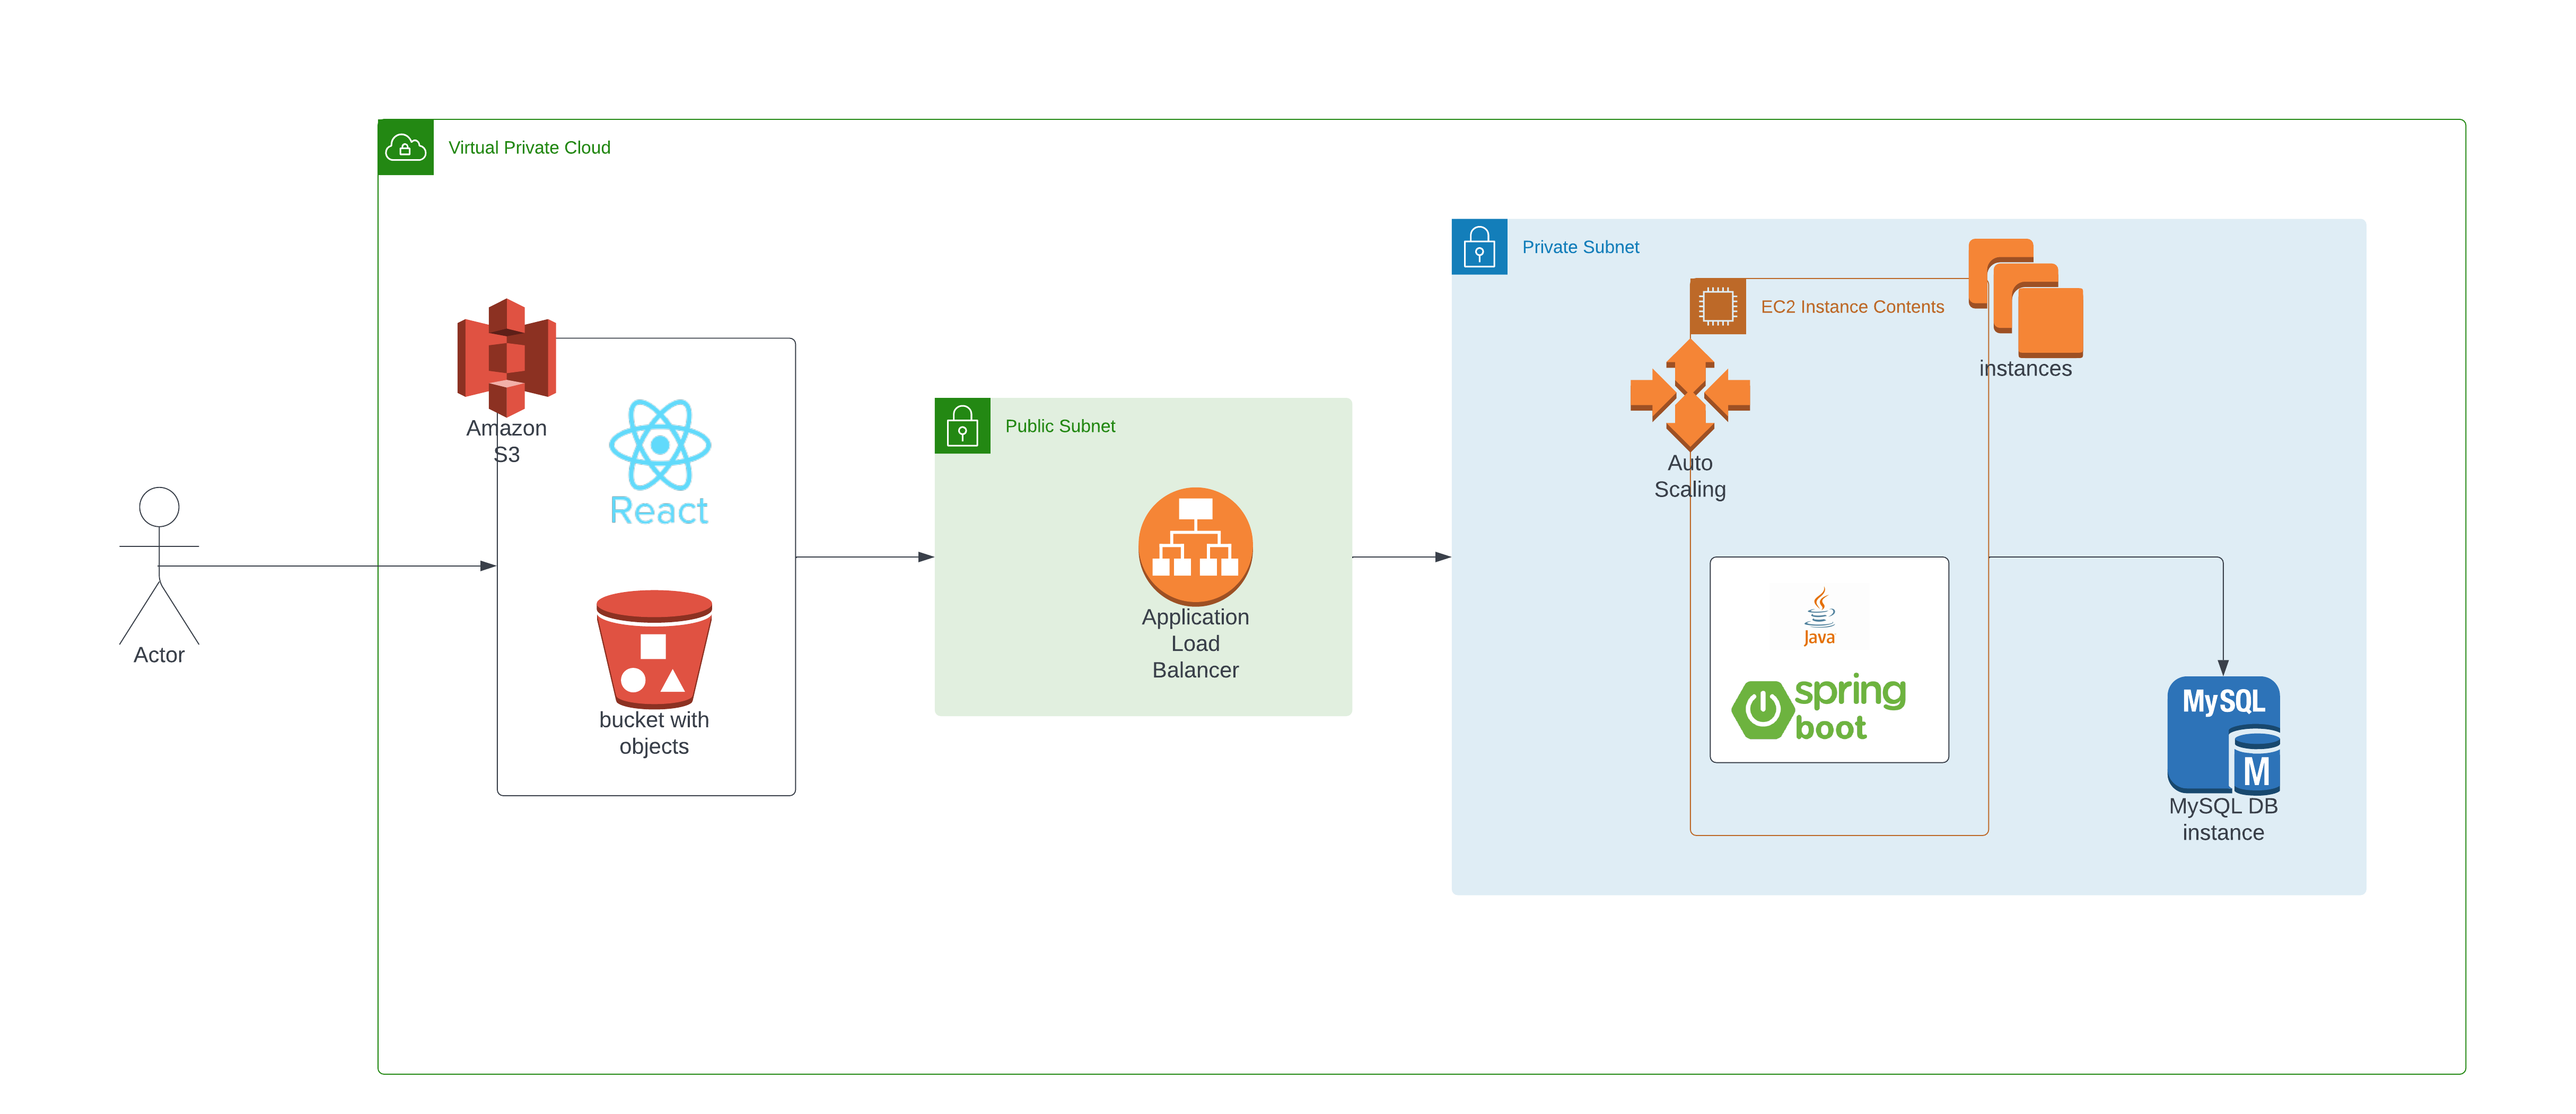 Virtual Private Cloud
Private Subnet
EC2 Instance Contents
instances
Amazon
S3
React
Public Subnet
Auto
Scaling
Application
Load
Balancer
Java
spring
boot
Actor
bucket with
objects
MySQL
M
MySQL DB
instance